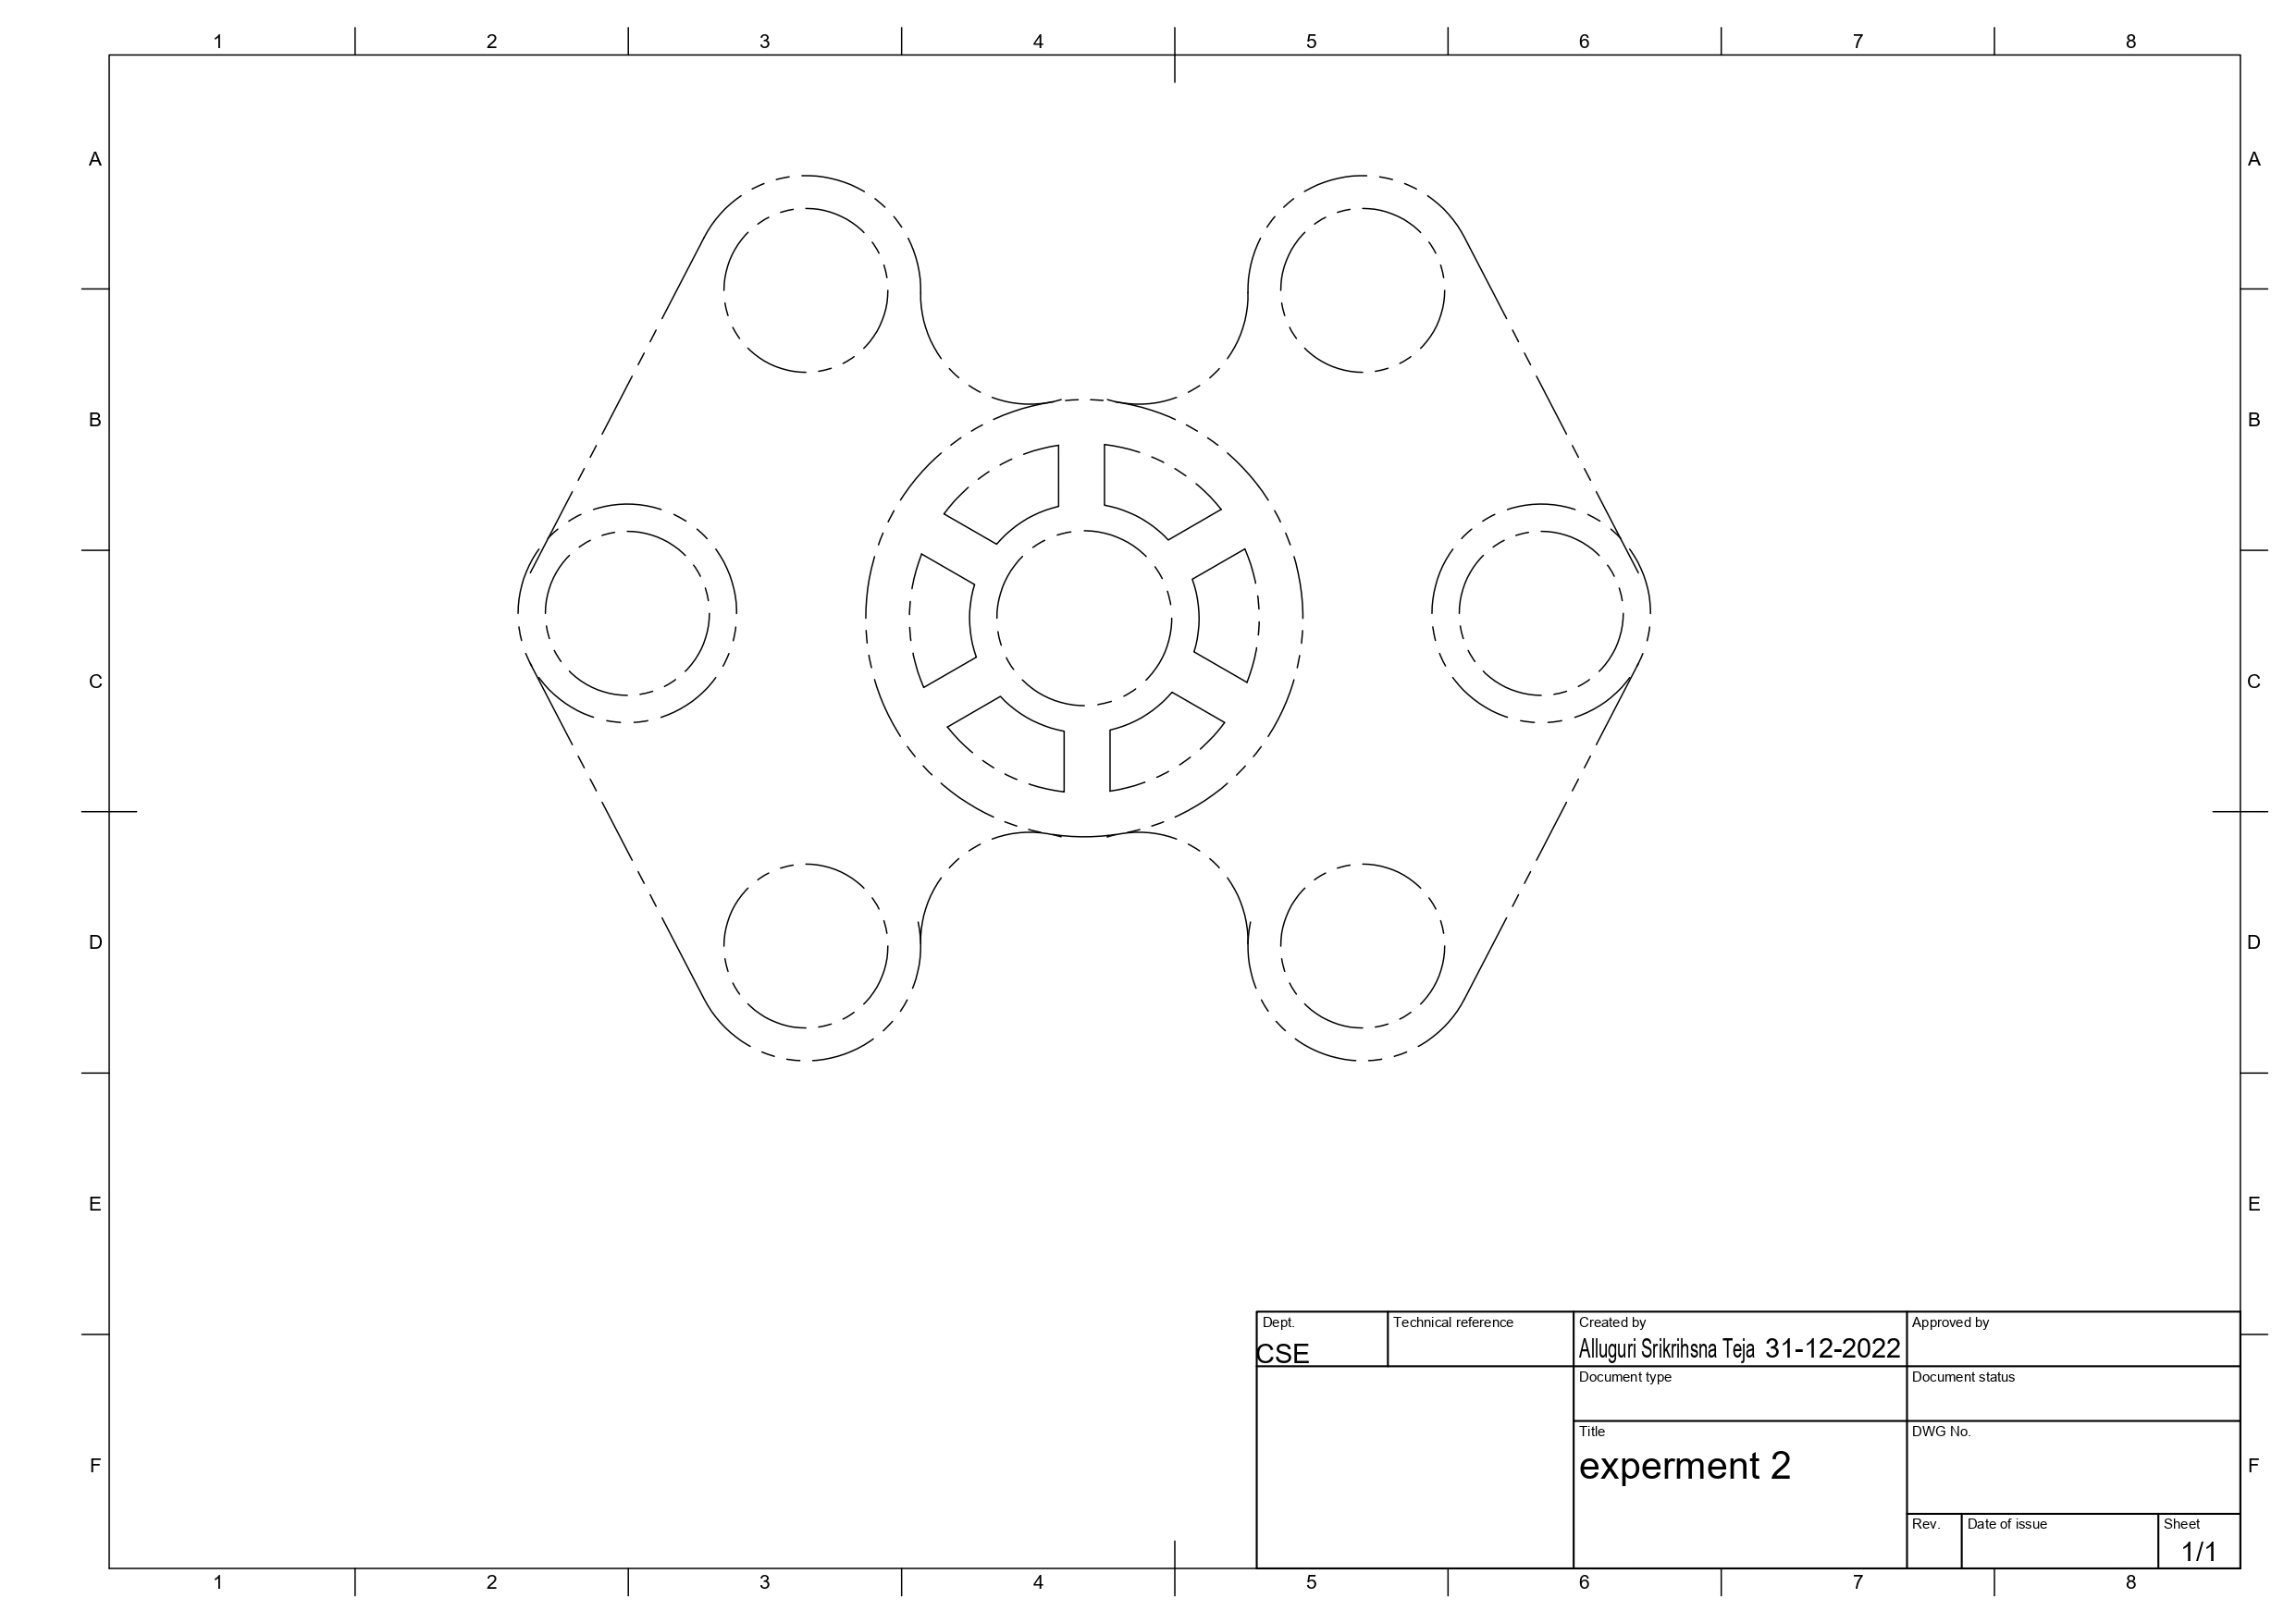 1 2 3 4 5 6 7 8
A A
B B
C C
D D
E E
F F
Dept. Technical reference Created by Approved by
CSE Alluguri Srikrihsna Teja 31-12-2022
Document type Document status
Title DWG No.
experment 2
Rev. Date of issue Sheet
1/1
1 2 3 4 5 6 7 8